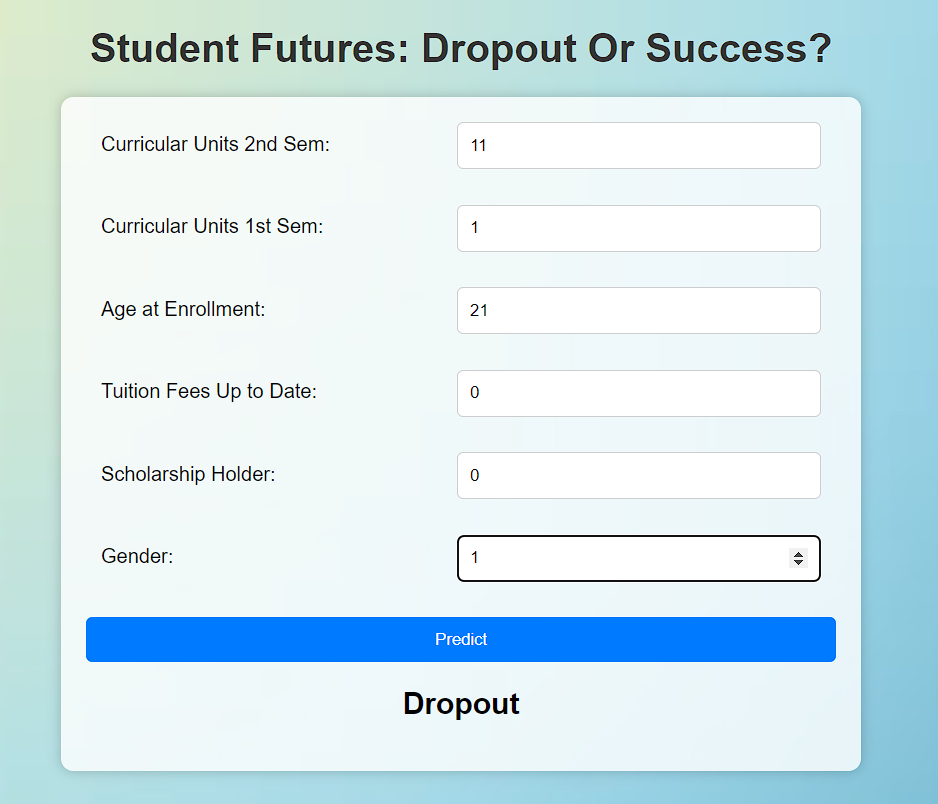 Student Futures: Dropout Or Success?
Curricular Units 2nd Sem: 11
Curricular Units 1st Sem: 1
Age at Enrollment: 21
Tuition Fees Up to Date: 0
Scholarship Holder: 0
Gender: 1
Predict
Dropout